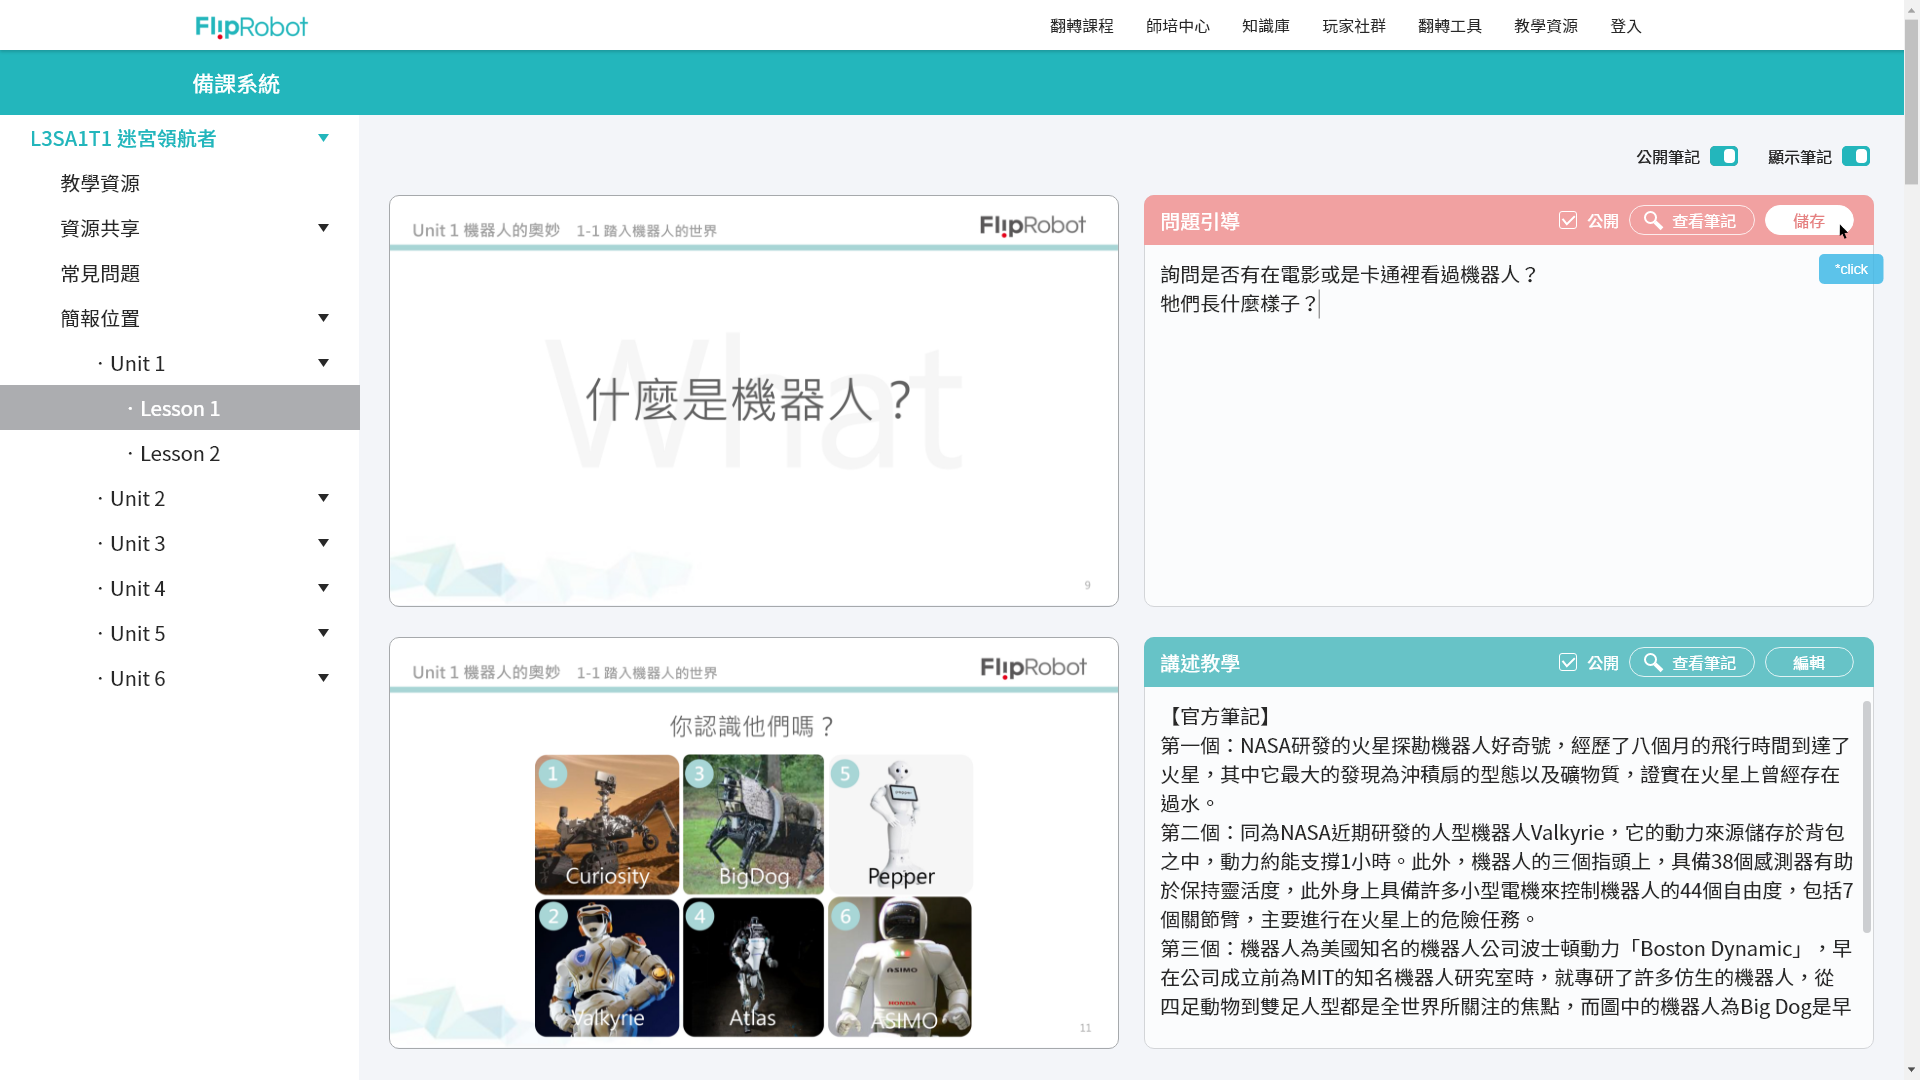 FlipRobot
翻轉課程 師培中心 知識庫 玩家社群 翻轉工具 教學資源 登入
備課系統
L3SA1T1 迷宮領航者
教學資源
資源共享
常見問題
簡報位置
· Unit 1
· Lesson 1
· Lesson 2
· Unit 2
· Unit 3
· Unit 4
· Unit 5
· Unit 6
公開筆記 顯示筆記
Unit 1 機器人的奧妙 1-1 踏入機器人的世界 FlipRobot
What
什麼是機器人？
9
問題引導 公開 查看筆記 儲存
*click
詢問是否有在電影或是卡通裡看過機器人？
牠們長什麼樣子？
Unit 1 機器人的奧妙 1-1 踏入機器人的世界 FlipRobot
你認識他們嗎？
1 3 5
Curiosity BigDog Pepper
2 4 6
Valkyrie Atlas ASIMO
ASIMO
HONDA
11
講述教學 公開 查看筆記 編輯
【官方筆記】
第一個：NASA研發的火星探勘機器人好奇號，經歷了八個月的飛行時間到達了
火星，其中它最大的發現為沖積扇的型態以及礦物質，證實在火星上曾經存在
過水。
第二個：同為NASA近期研發的人型機器人Valkyrie，它的動力來源儲存於背包
之中，動力約能支撐1小時。此外，機器人的三個指頭上，具備38個感測器有助
於保持靈活度，此外身上具備許多小型電機來控制機器人的44個自由度，包括7
個關節臂，主要進行在火星上的危險任務。
第三個：機器人為美國知名的機器人公司波士頓動力「Boston Dynamic」，早
在公司成立前為MIT的知名機器人研究室時，就專研了許多仿生的機器人，從
四足動物到雙足人型都是全世界所關注的焦點，而圖中的機器人為Big Dog是早